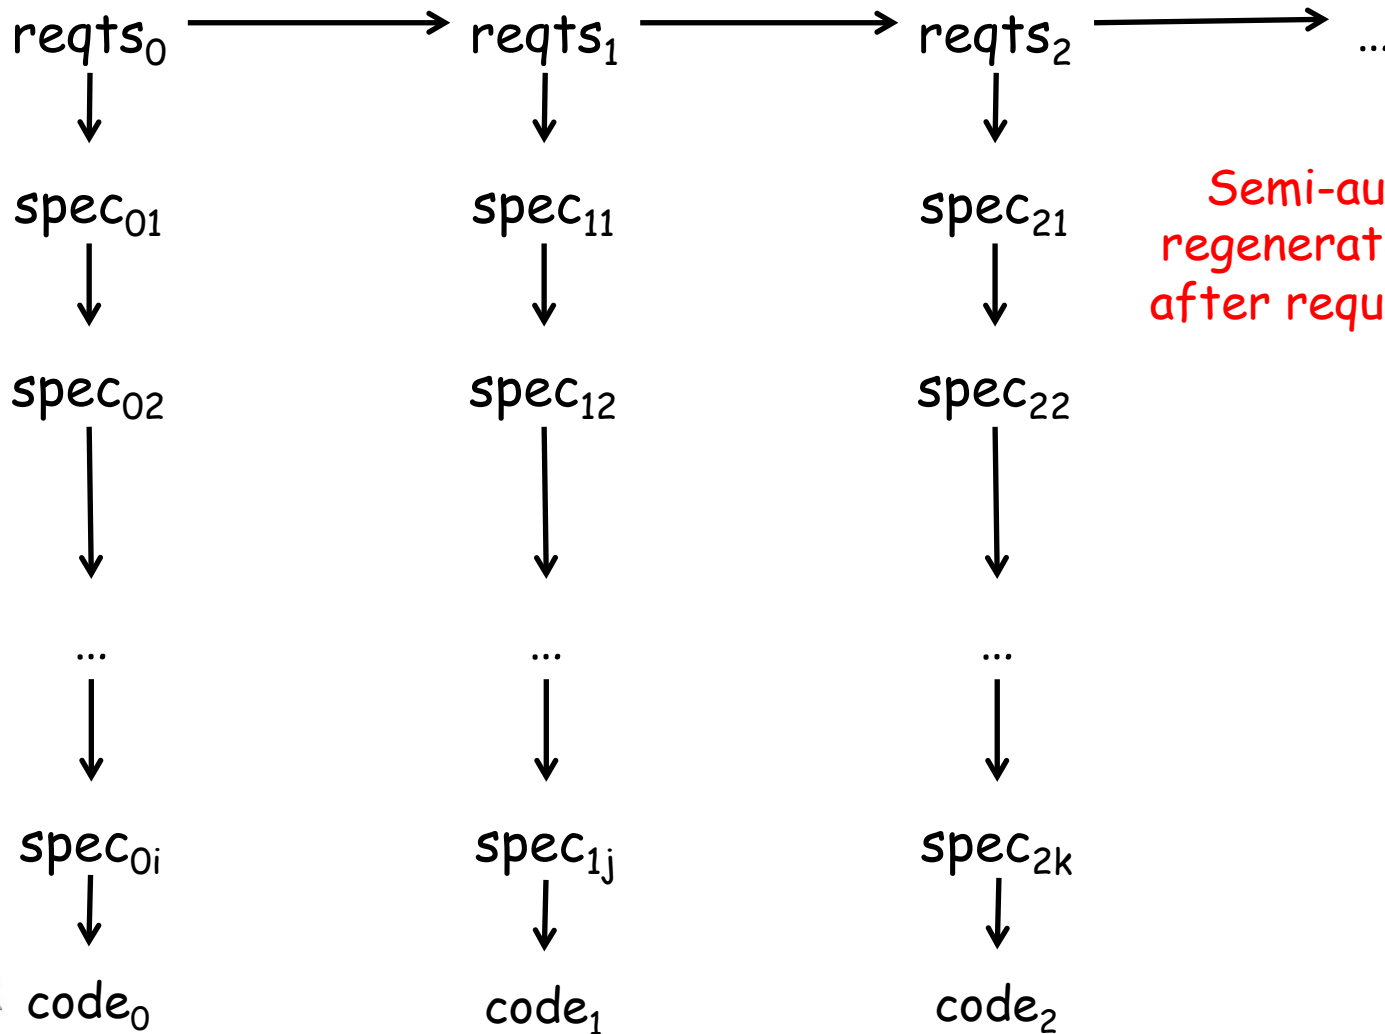 reqts₀ reqts₁ reqts₂ ...
spec₀₁ spec₁₁ spec₂₁
Semi-au
regenerat
after requ
spec₀₂ spec₁₂ spec₂₂
... ... ...
spec₀ᵢ spec₁ⱼ spec₂ₖ
code₀ code₁ code₂